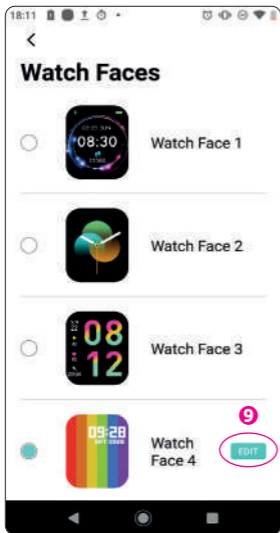 18:11
Watch Faces
08:30
Watch Face 1
Watch Face 2
08
12
Watch Face 3
9
09:28
Watch
Face 4
EDIT